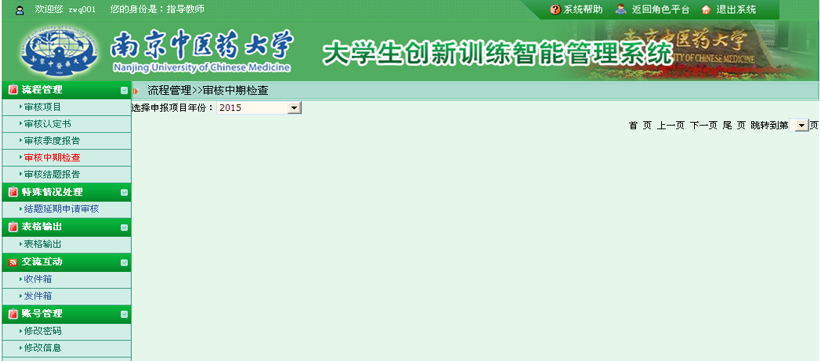 欢迎您 zwq001 您的身份是：指导教师
系统帮助 返回角色平台 退出系统
南京中医药大学
Nanjing University of Chinese Medicine
大学生创新训练智能管理系统
流程管理
审核项目
审核认定书
审核季度报告
审核中期检查
审核结题报告
特殊情况处理
结题延期申请审核
表格输出
表格输出
交流互动
收件箱
发件箱
账号管理
修改密码
修改信息
流程管理>>审核中期检查
选择申报项目年份： 2015
首 页 上一页 下一页 尾 页 跳转到第 页